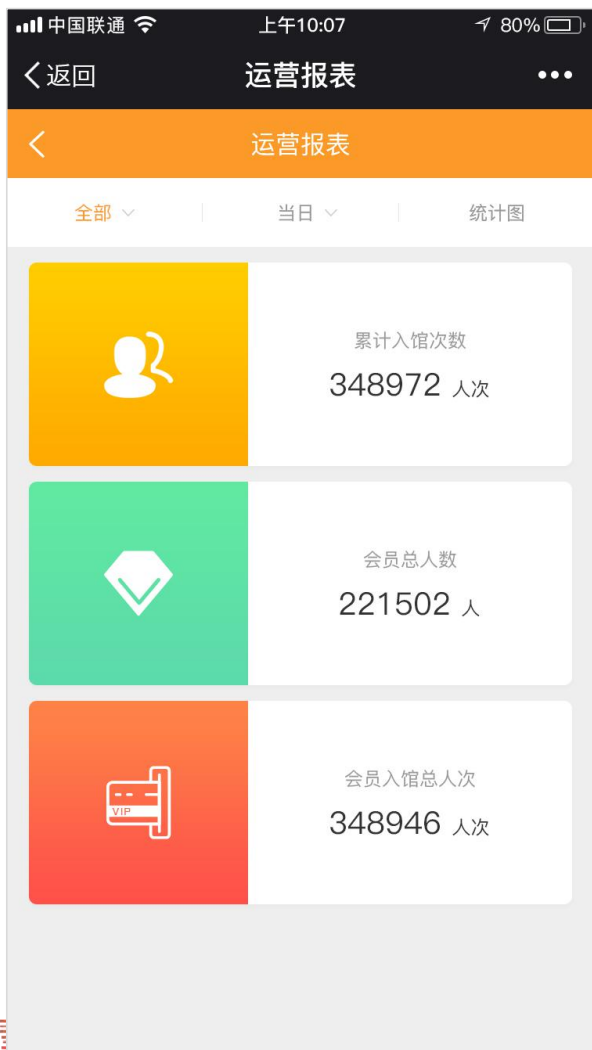 中国联通 上午10:07 80%
返回 运营报表
运营报表
全部 当日 统计图
累计入馆次数
348972 人次
会员总人数
221502 人
VIP
会员入馆总人次
348946 人次